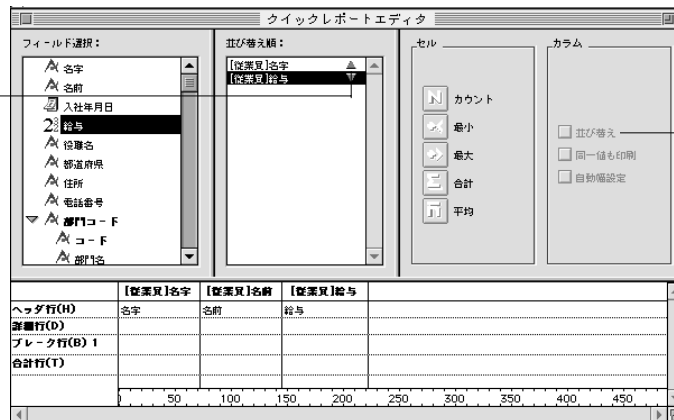 クイックレポートエディタ
フィールド選択：
名字
名前
入社年月日
給与
役職名
都道府県
住所
電話番号
部門コード
コード
部門名
並び替え順：
[従業員]名字
[従業員]給与
セル
カウント
最小
最大
合計
平均
カラム
並び替え
同一値も印刷
自動幅設定
[従業員]名字 [従業員]名前 [従業員]給与
ヘッダ行(H) 名字 名前 給与
詳細行(D)
ブレーク行(B) 1
合計行(T)
0 50 100 150 200 250 300 350 400 450